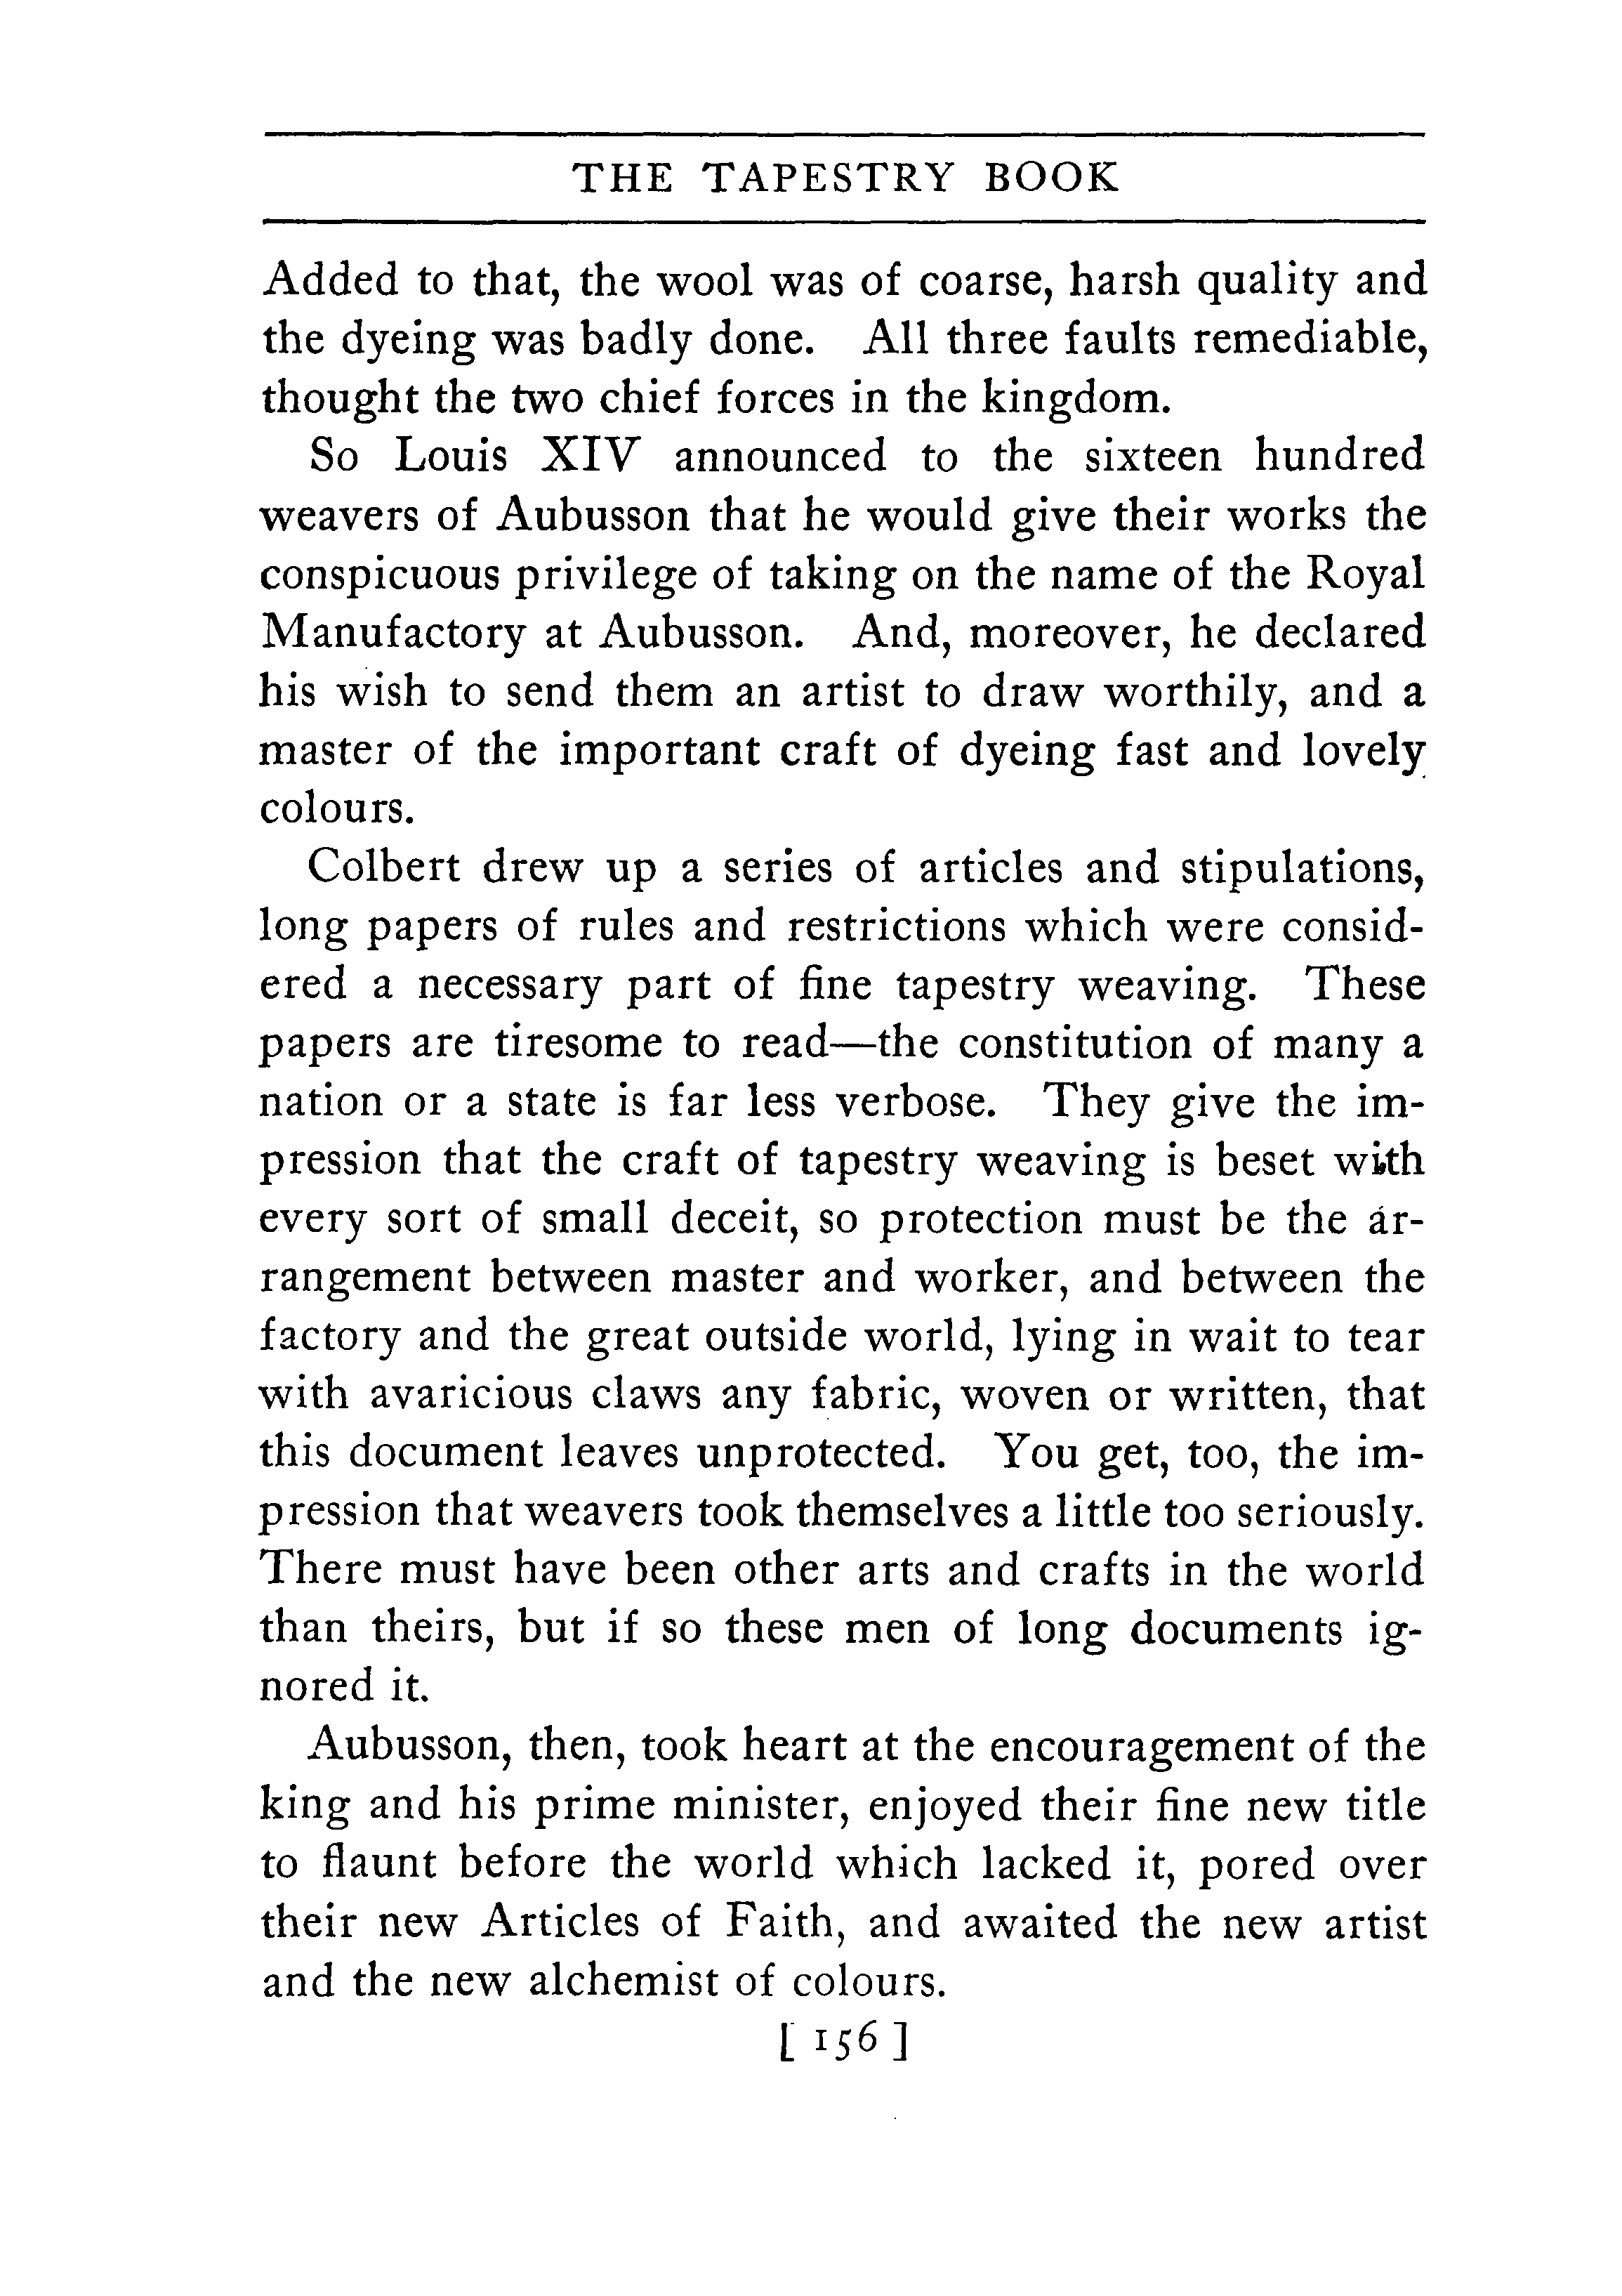 THE TAPESTRY BOOK
Added to that, the wool was of coarse, harsh quality and
the dyeing was badly done. All three faults remediable,
thought the two chief forces in the kingdom.
So Louis XIV announced to the sixteen hundred
weavers of Aubusson that he would give their works the
conspicuous privilege of taking on the name of the Royal
Manufactory at Aubusson. And, moreover, he declared
his wish to send them an artist to draw worthily, and a
master of the important craft of dyeing fast and lovely
colours.
Colbert drew up a series of articles and stipulations,
long papers of rules and restrictions which were consid-
ered a necessary part of fine tapestry weaving. These
papers are tiresome to read—the constitution of many a
nation or a state is far less verbose. They give the im-
pression that the craft of tapestry weaving is beset with
every sort of small deceit, so protection must be the ar-
rangement between master and worker, and between the
factory and the great outside world, lying in wait to tear
with avaricious claws any fabric, woven or written, that
this document leaves unprotected. You get, too, the im-
pression that weavers took themselves a little too seriously.
There must have been other arts and crafts in the world
than theirs, but if so these men of long documents ig-
nored it.
Aubusson, then, took heart at the encouragement of the
king and his prime minister, enjoyed their fine new title
to flaunt before the world which lacked it, pored over
their new Articles of Faith, and awaited the new artist
and the new alchemist of colours.
[ 156 ]